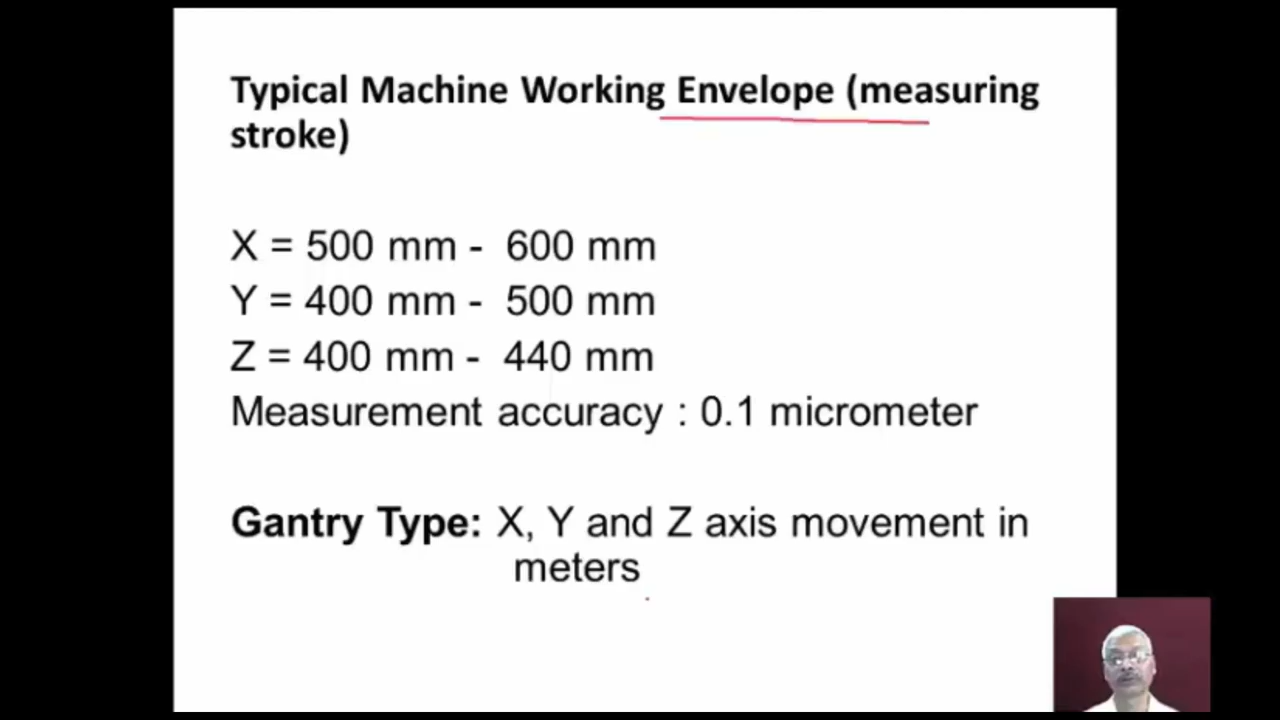 Typical Machine Working Envelope (measuring
stroke)
X = 500 mm - 600 mm
Y = 400 mm - 500 mm
Z = 400 mm - 440 mm
Measurement accuracy : 0.1 micrometer
Gantry Type: X, Y and Z axis movement in
meters